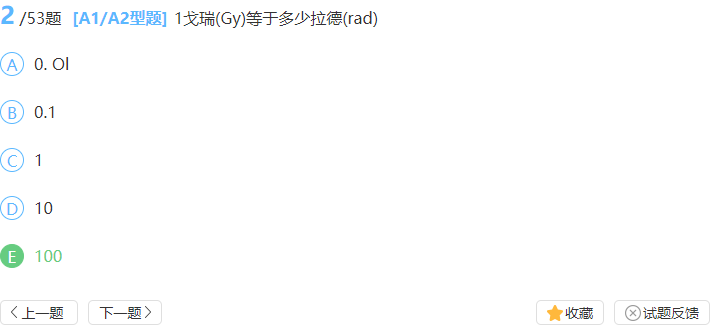 2 /53题 [A1/A2型题] 1戈瑞(Gy)等于多少拉德(rad)
A 0. Ol
B 0.1
C 1
D 10
E 100
上一题 下一题 收藏 试题反馈